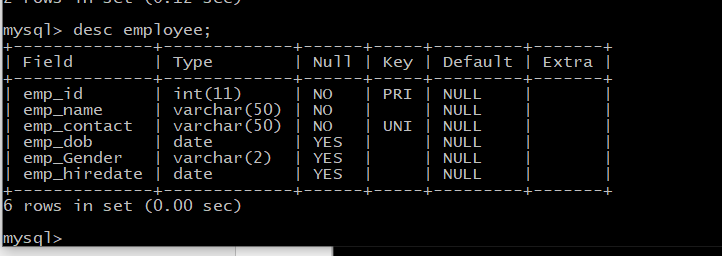 2 rows in set (0.12 sec)
mysql> desc employee;
+--------------+-------------+------+-----+---------+-------+
| Field        | Type        | Null | Key | Default | Extra |
+--------------+-------------+------+-----+---------+-------+
| emp_id       | int(11)     | NO   | PRI | NULL    |       |
| emp_name     | varchar(50) | NO   |     | NULL    |       |
| emp_contact  | varchar(50) | NO   | UNI | NULL    |       |
| emp_dob      | date        | YES  |     | NULL    |       |
| emp_Gender   | varchar(2)  | YES  |     | NULL    |       |
| emp_hiredate | date        | YES  |     | NULL    |       |
+--------------+-------------+------+-----+---------+-------+
6 rows in set (0.00 sec)
mysql>